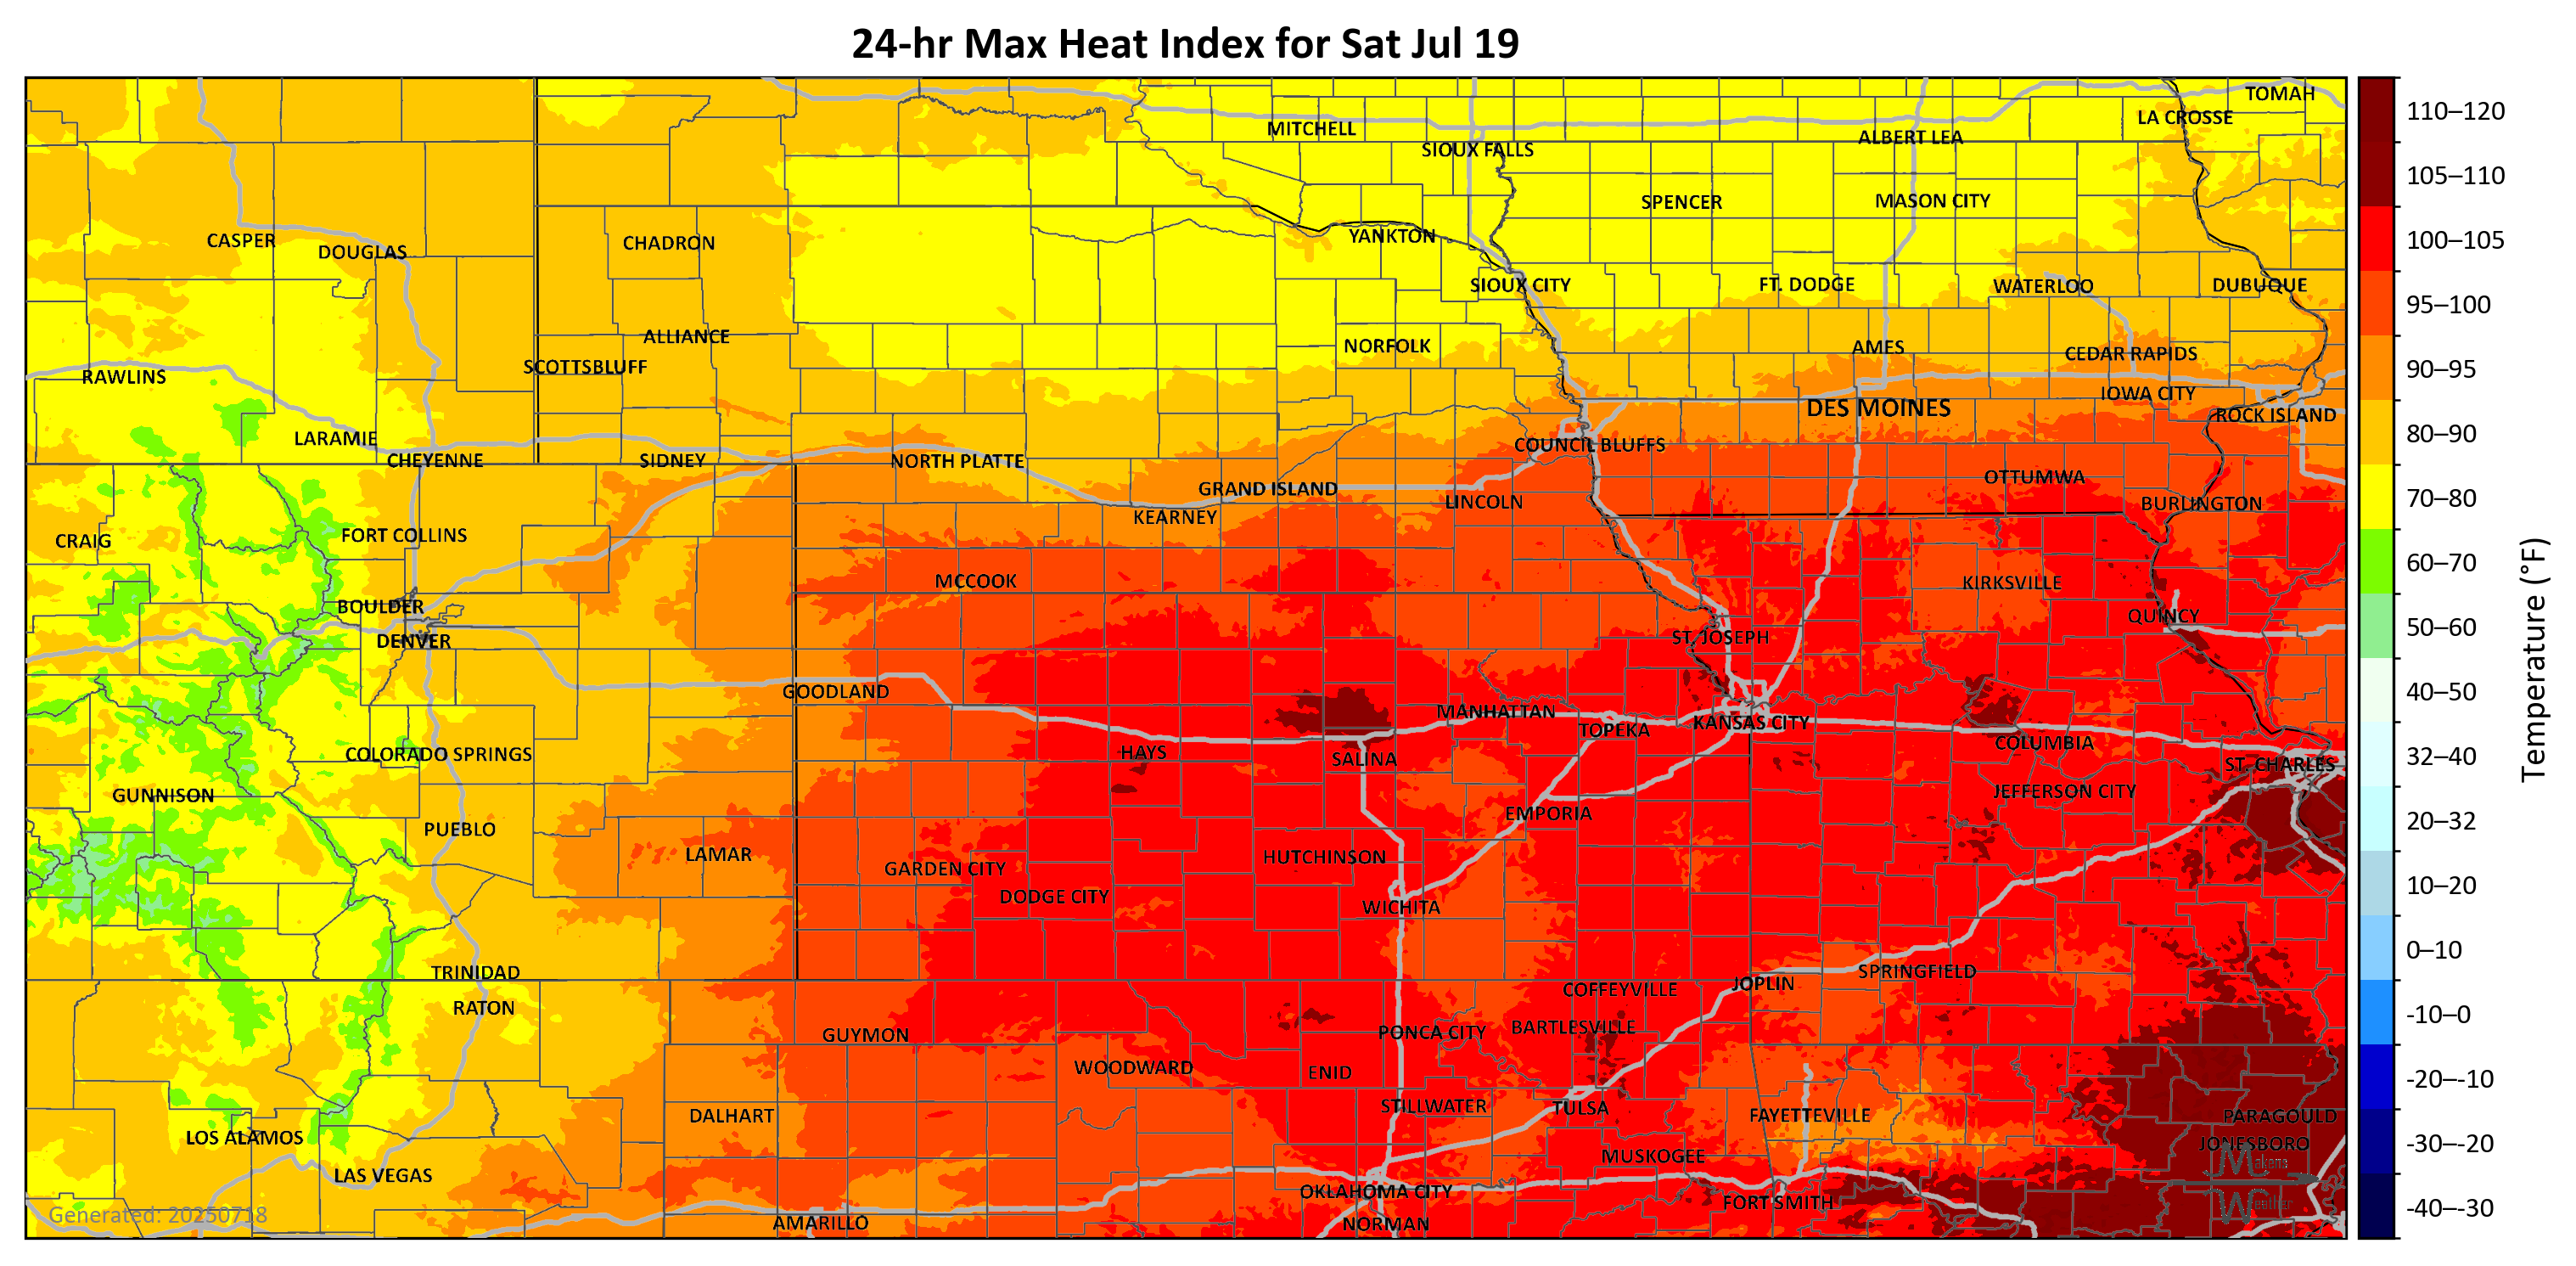 24-hr Max Heat Index for Sat Jul 19
TOMAH
LA CROSSE
MITCHELL
ALBERT LEA
SIOUX FALLS
SPENCER
MASON CITY
YANKTON
CASPER
CHADRON
DOUGLAS
SIOUX CITY
FT. DODGE
WATERLOO
DUBUQUE
ALLIANCE
NORFOLK
AMES
CEDAR RAPIDS
SCOTTSBLUFF
RAWLINS
IOWA CITY
DES MOINES
ROCK ISLAND
LARAMIE
COUNCIL BLUFFS
CHEYENNE
SIDNEY
NORTH PLATTE
OTTUMWA
GRAND ISLAND
LINCOLN
BURLINGTON
KEARNEY
FORT COLLINS
CRAIG
MCCOOK
KIRKSVILLE
BOULDER
QUINCY
DENVER
ST. JOSEPH
GOODLAND
MANHATTAN
KANSAS CITY
TOPEKA
COLUMBIA
HAYS
COLORADO SPRINGS
SALINA
ST. CHARLES
GUNNISON
JEFFERSON CITY
EMPORIA
PUEBLO
LAMAR
HUTCHINSON
GARDEN CITY
DODGE CITY
WICHITA
TRINIDAD
SPRINGFIELD
JOPLIN
COFFEYVILLE
RATON
BARTLESVILLE
PONCA CITY
GUYMON
WOODWARD
ENID
STILLWATER
TULSA
DALHART
FAYETTEVILLE
PARAGOULD
LOS ALAMOS
JONESBORO
MUSKOGEE
Makens
LAS VEGAS
OKLAHOMA CITY
FORT SMITH
Weather
Generated: 20250718
AMARILLO
NORMAN
110–120
105–110
100–105
95–100
90–95
80–90
70–80
60–70
50–60
40–50
32–40
20–32
10–20
0–10
-10–0
-20–-10
-30–-20
-40–-30
Temperature (°F)